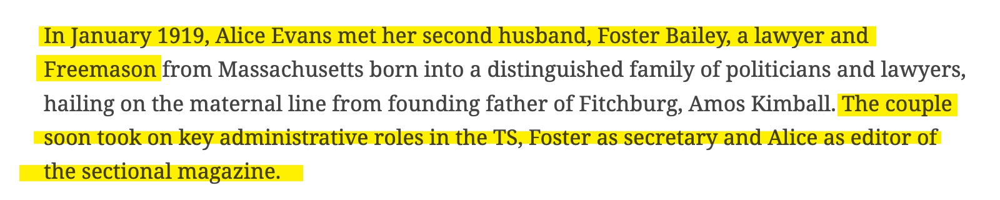 In January 1919, Alice Evans met her second husband, Foster Bailey, a lawyer and
Freemason from Massachusetts born into a distinguished family of politicians and lawyers,
hailing on the maternal line from founding father of Fitchburg, Amos Kimball. The couple
soon took on key administrative roles in the TS, Foster as secretary and Alice as editor of
the sectional magazine.